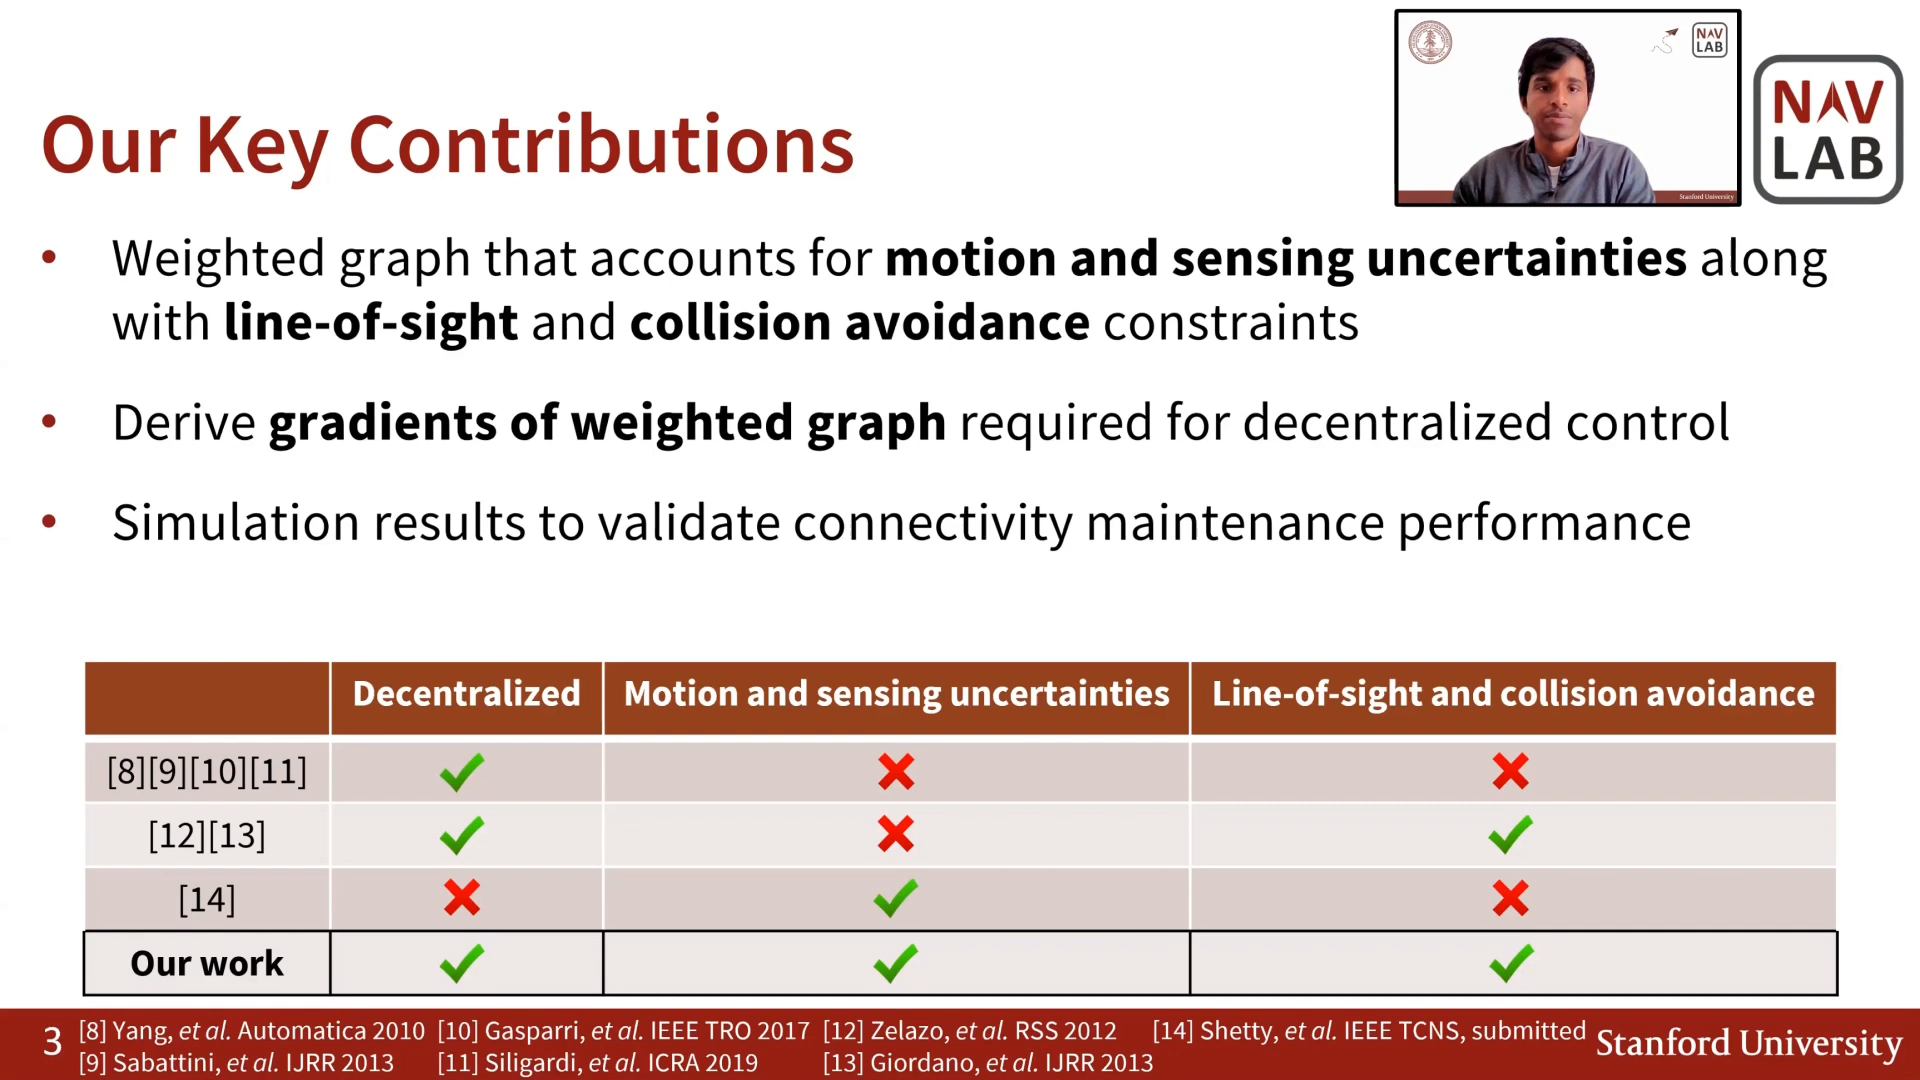 NAV
LAB
Stanford University
NAV
LAB
Our Key Contributions
• Weighted graph that accounts for motion and sensing uncertainties along
with line-of-sight and collision avoidance constraints
• Derive gradients of weighted graph required for decentralized control
• Simulation results to validate connectivity maintenance performance
Decentralized Motion and sensing uncertainties Line-of-sight and collision avoidance
[8][9][10][11] ✔ ❌ ❌
[12][13] ✔ ❌ ✔
[14] ❌ ✔ ❌
Our work ✔ ✔ ✔
3 [8] Yang, et al. Automatica 2010 [10] Gasparri, et al. IEEE TRO 2017 [12] Zelazo, et al. RSS 2012 [14] Shetty, et al. IEEE TCNS, submitted
[9] Sabattini, et al. IJRR 2013 [11] Siligardi, et al. ICRA 2019 [13] Giordano, et al. IJRR 2013
Stanford University